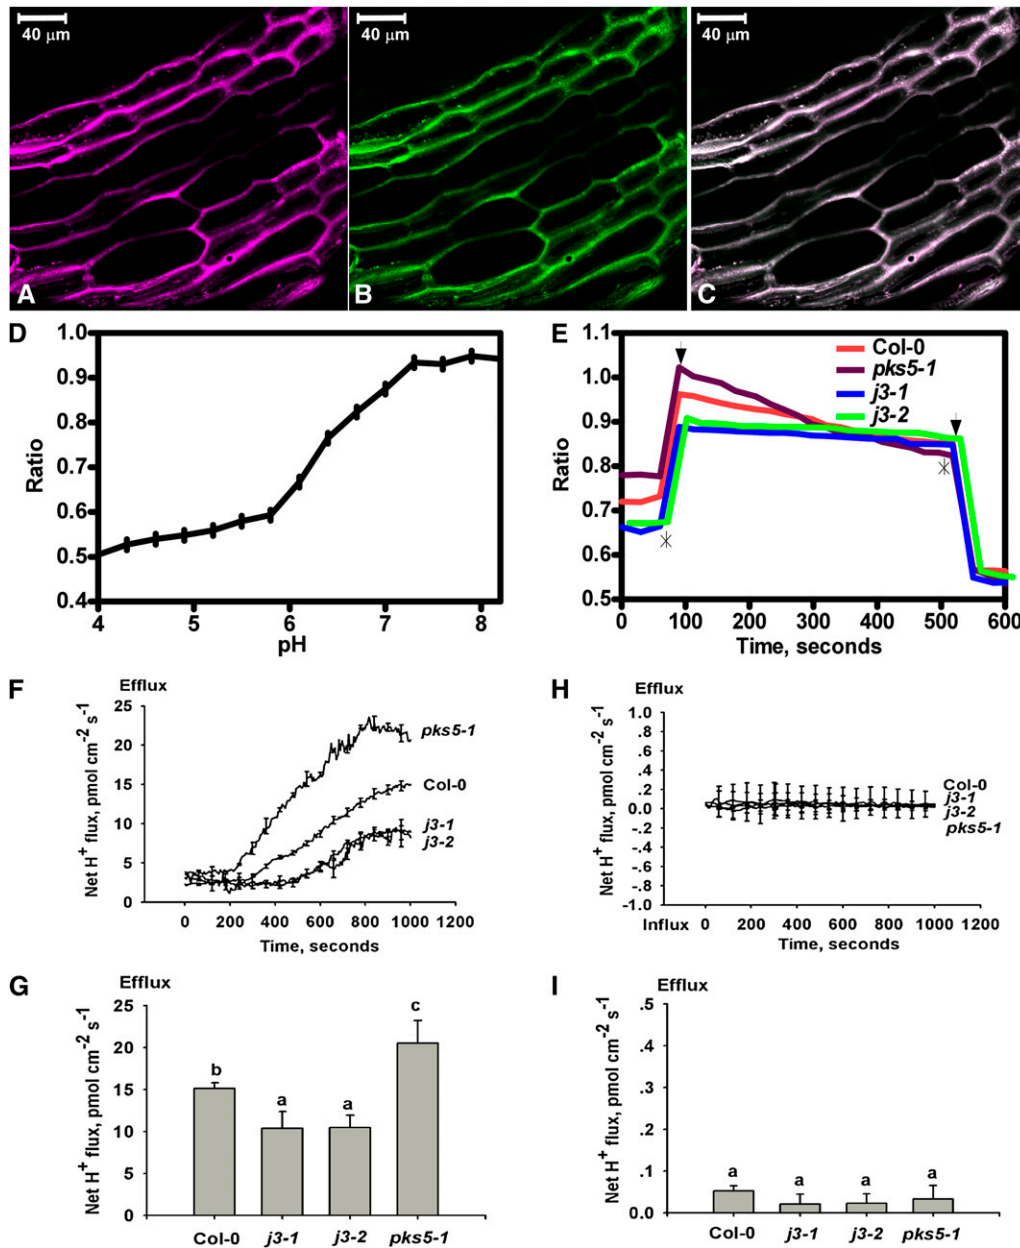 40 μm
40 μm
40 μm
A
B
C
D
1.0
0.9
0.8
0.7
0.6
0.5
0.4
Ratio
4 5 6 7 8
pH
E
1.1
1.0
0.9
0.8
0.7
0.6
0.5
Ratio
Col-0
pks5-1
j3-1
j3-2
0 100 200 300 400 500 600
Time, seconds
F
Efflux
Net H+ flux, pmol cm-2 s-1
25
20
15
10
5
0
pks5-1
Col-0
j3-1
j3-2
0 200 400 600 800 1000 1200
Time, seconds
H
Efflux
Net H+ flux, pmol cm-2 s-1
1.0
.8
.6
.4
.2
0.0
-.2
-.4
-.6
-.8
-1.0
Col-0
j3-1
j3-2
pks5-1
Influx
0 200 400 600 800 1000 1200
Time, seconds
G
Efflux
Net H+ flux, pmol cm-2 s-1
25
20
15
10
5
0
b
a
a
c
Col-0 j3-1 j3-2 pks5-1
I
Efflux
Net H+ flux, pmol cm-2 s-1
.5
.4
.3
.2
.1
0.0
a
a
a
a
Col-0 j3-1 j3-2 pks5-1